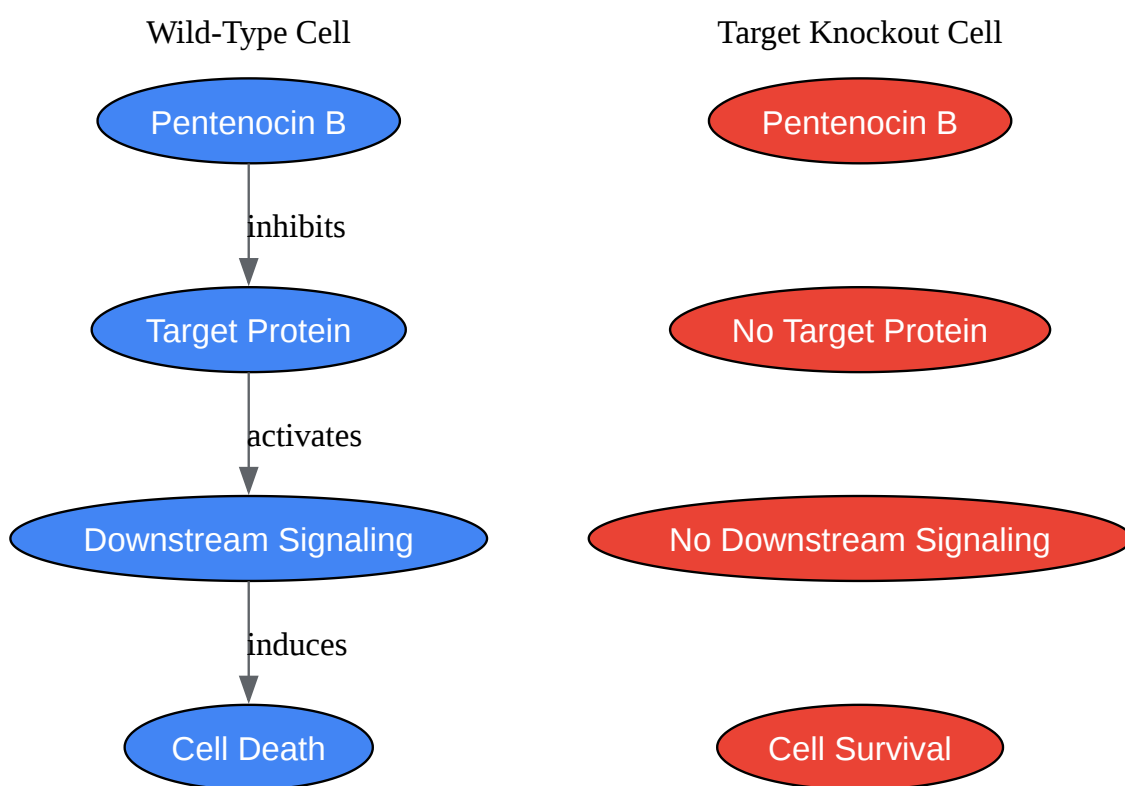 Wild-Type Cell
Target Knockout Cell
Pentenocin B
Pentenocin B
inhibits
Target Protein
No Target Protein
activates
Downstream Signaling
No Downstream Signaling
induces
Cell Death
Cell Survival